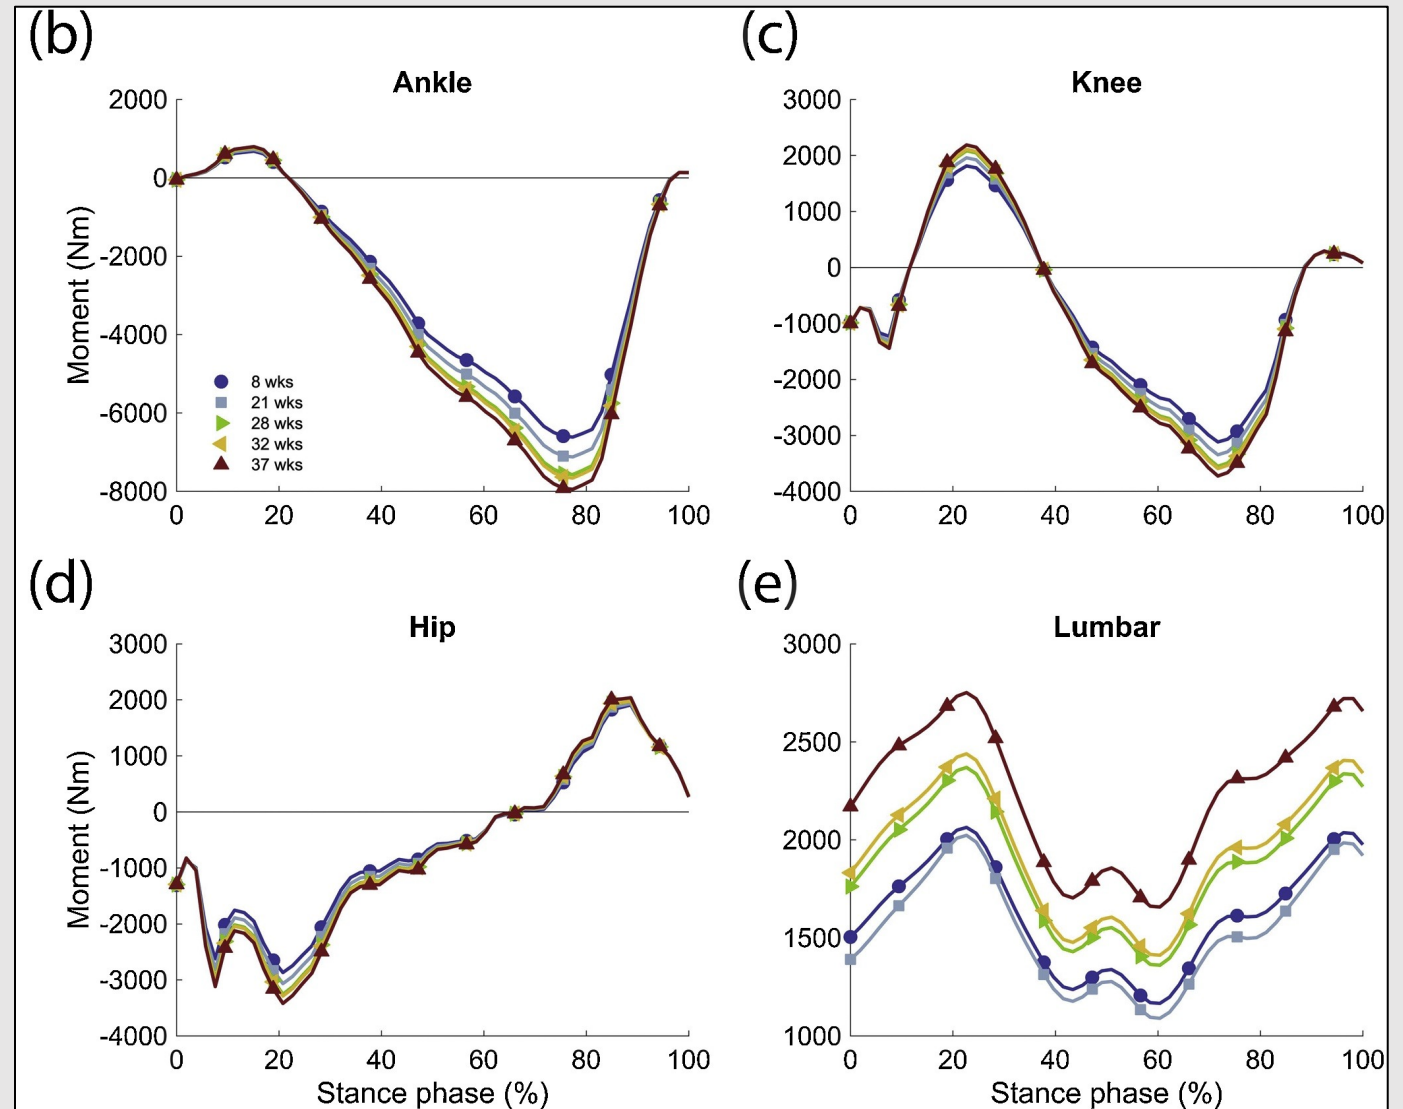 (b)
Ankle
Moment (Nm)
2000
0
-2000
-4000
-6000
-8000
8 wks
21 wks
28 wks
32 wks
37 wks
0 20 40 60 80 100
(c)
Knee
3000
2000
1000
0
-1000
-2000
-3000
-4000
0 20 40 60 80 100
(d)
Hip
Moment (Nm)
3000
2000
1000
0
-1000
-2000
-3000
-4000
0 20 40 60 80 100
Stance phase (%)
(e)
Lumbar
3000
2500
2000
1500
1000
0 20 40 60 80 100
Stance phase (%)